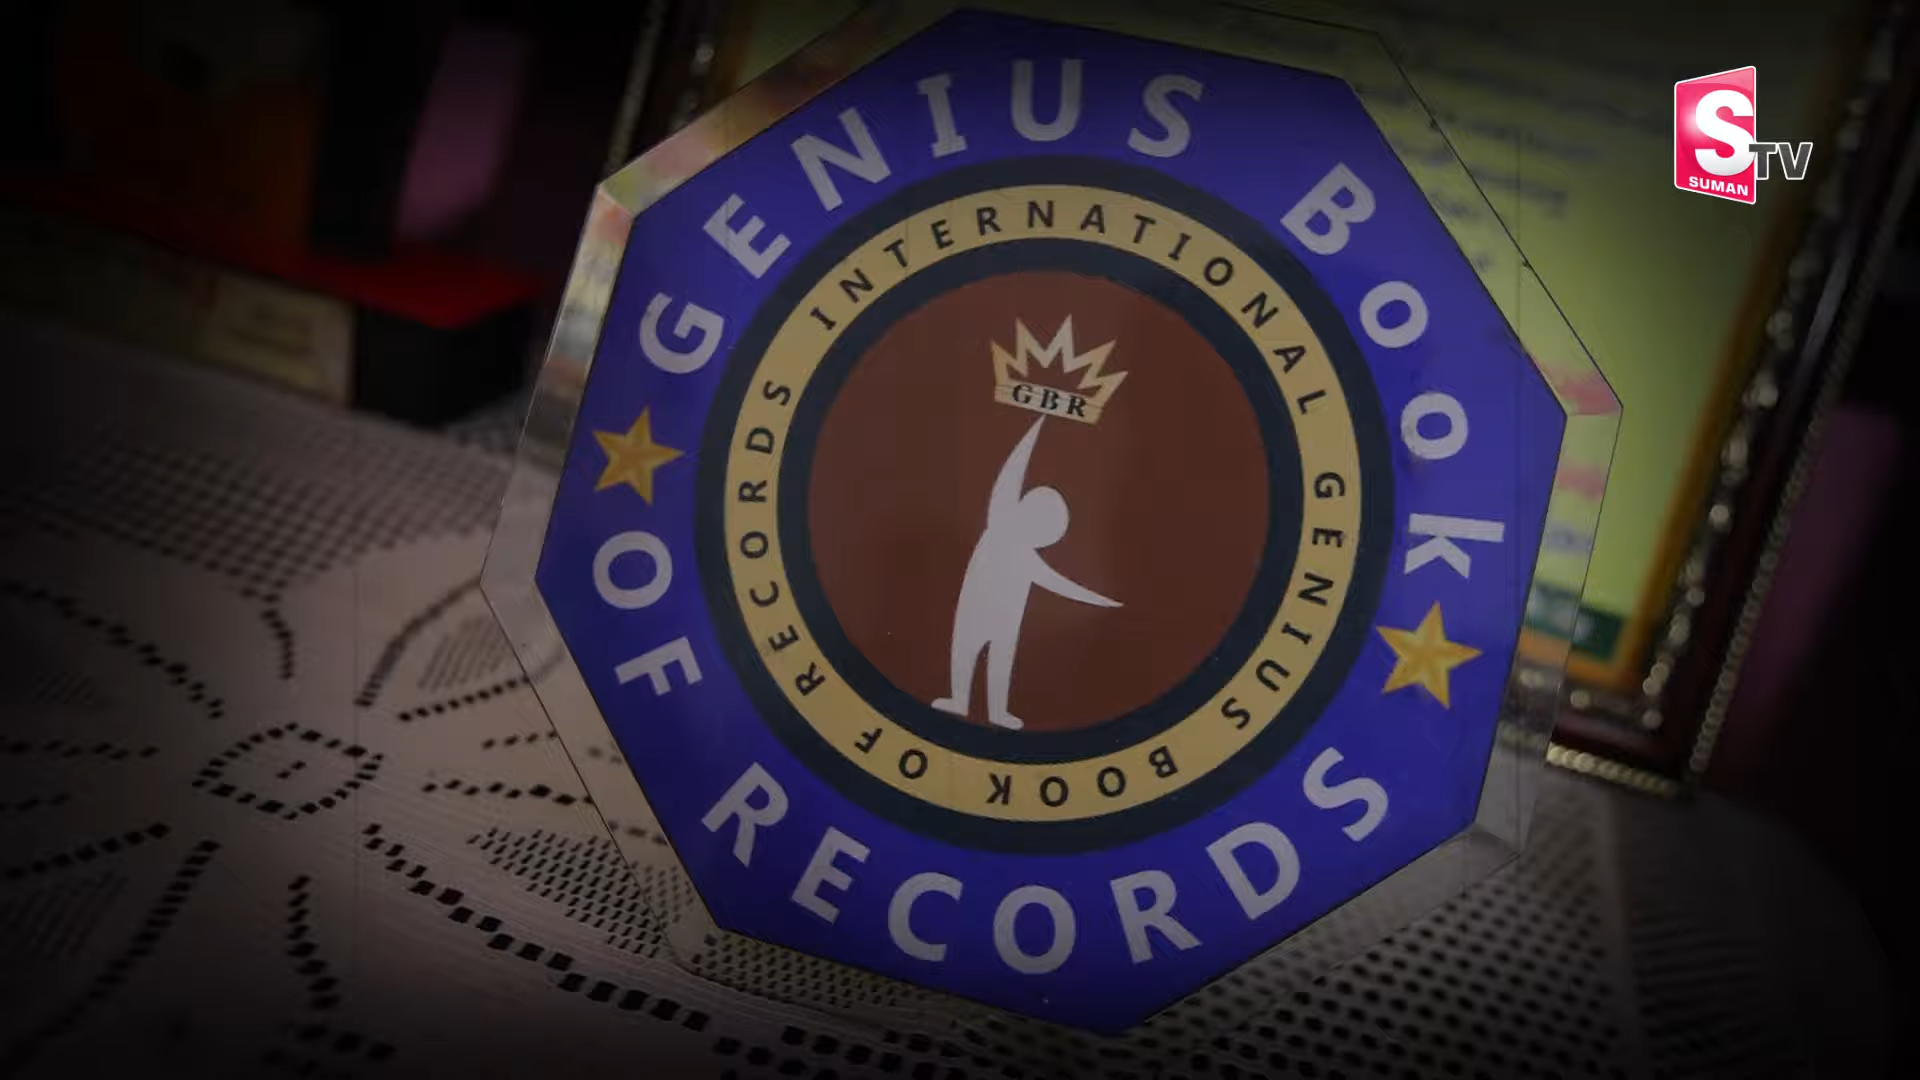 GENIUS BOOK
OF RECORDS
INTERNATIONAL GENIUS BOOK OF RECORDS
GBR
S
TV
SUMAN